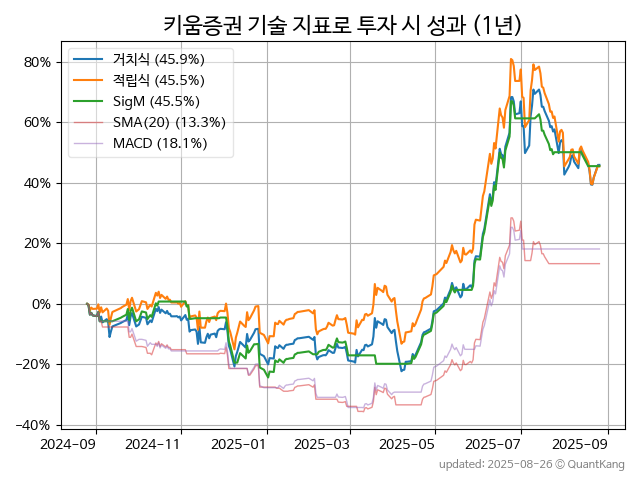 키움증권 기술 지표로 투자 시 성과 (1년)
거치식 (45.9%)
적립식 (45.5%)
SigM (45.5%)
SMA(20) (13.3%)
MACD (18.1%)
80%
60%
40%
20%
0%
−20%
−40%
2024-09 2024-11 2025-01 2025-03 2025-05 2025-07 2025-09
updated: 2025-08-26 © QuantKang